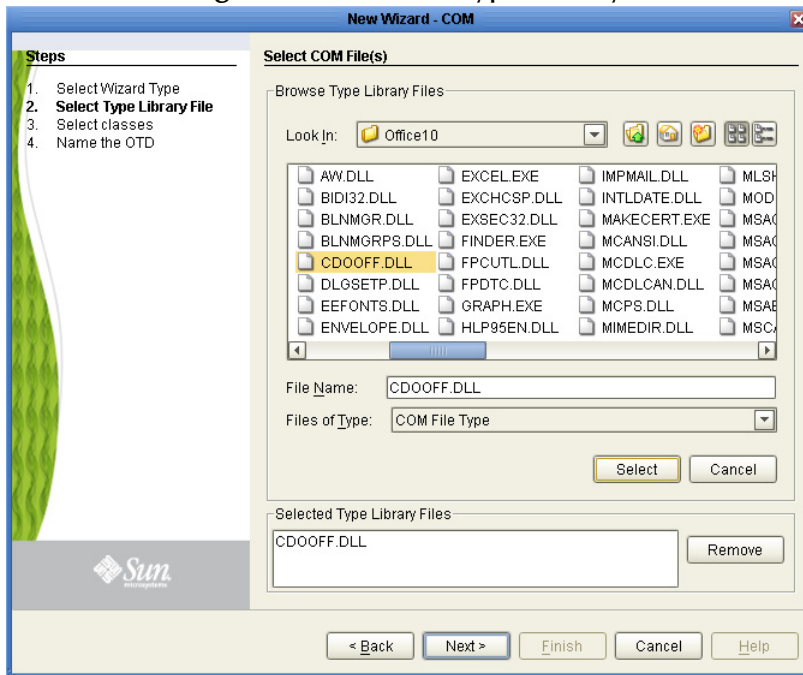 New Wizard - COM
Steps
1. Select Wizard Type
2. Select Type Library File
3. Select classes
4. Name the OTD
Select COM File(s)
Browse Type Library Files
Look In: Office10
AW.DLL EXCEL.EXE IMPMAIL.DLL
BIDI32.DLL EXCHCSP.DLL INTLDATE.DLL
BLNMGR.DLL EXSEC32.DLL MAKECERT.EXE
BLNMGRPS.DLL FINDER.EXE MCANSI.DLL
CDOOFF.DLL FPCUTL.DLL MCDLC.EXE
DLGSETP.DLL FPDTC.DLL MCDLCAN.DLL
EEFONTS.DLL GRAPH.EXE MCPS.DLL
ENVELOPE.DLL HLP95EN.DLL MIMEDIR.DLL
File Name: CDOOFF.DLL
Files of Type: COM File Type
Select Cancel
Selected Type Library Files
CDOOFF.DLL
Remove
Sun
microsystems
< Back Next > Finish Cancel Help